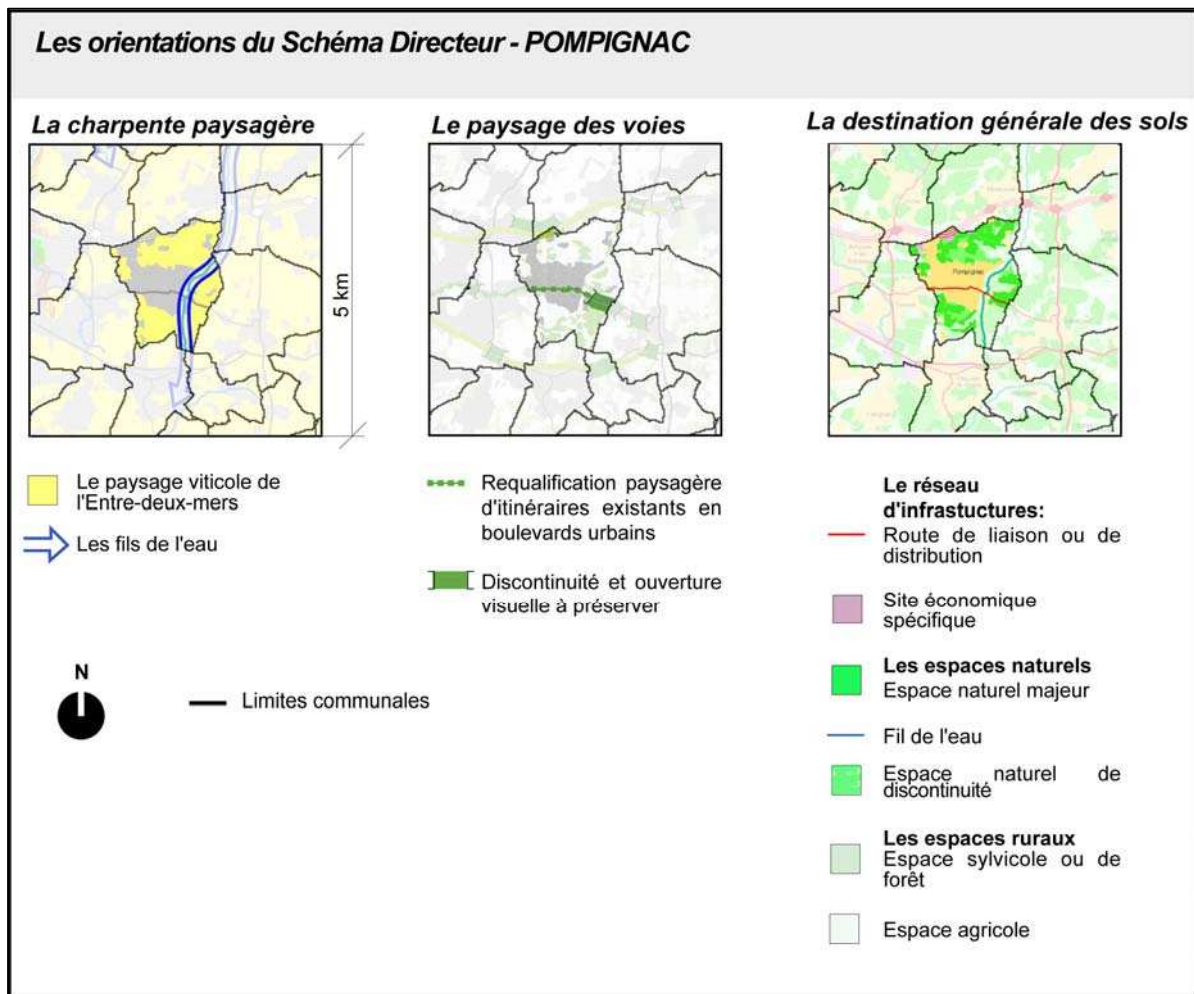 Les orientations du Schéma Directeur - POMPIGNAC
La charpente paysagère
5 km
Le paysage viticole de
l'Entre-deux-mers
Les fils de l'eau
N
Limites communales
Le paysage des voies
Requalification paysagère
d'itinéraires existants en
boulevards urbains
Discontinuité et ouverture
visuelle à préserver
La destination générale des sols
Pompignac
Le réseau
d'infrastuctures:
Route de liaison ou de
distribution
Site économique
spécifique
Les espaces naturels
Espace naturel majeur
Fil de l'eau
Espace naturel de
discontinuité
Les espaces ruraux
Espace sylvicole ou de
forêt
Espace agricole